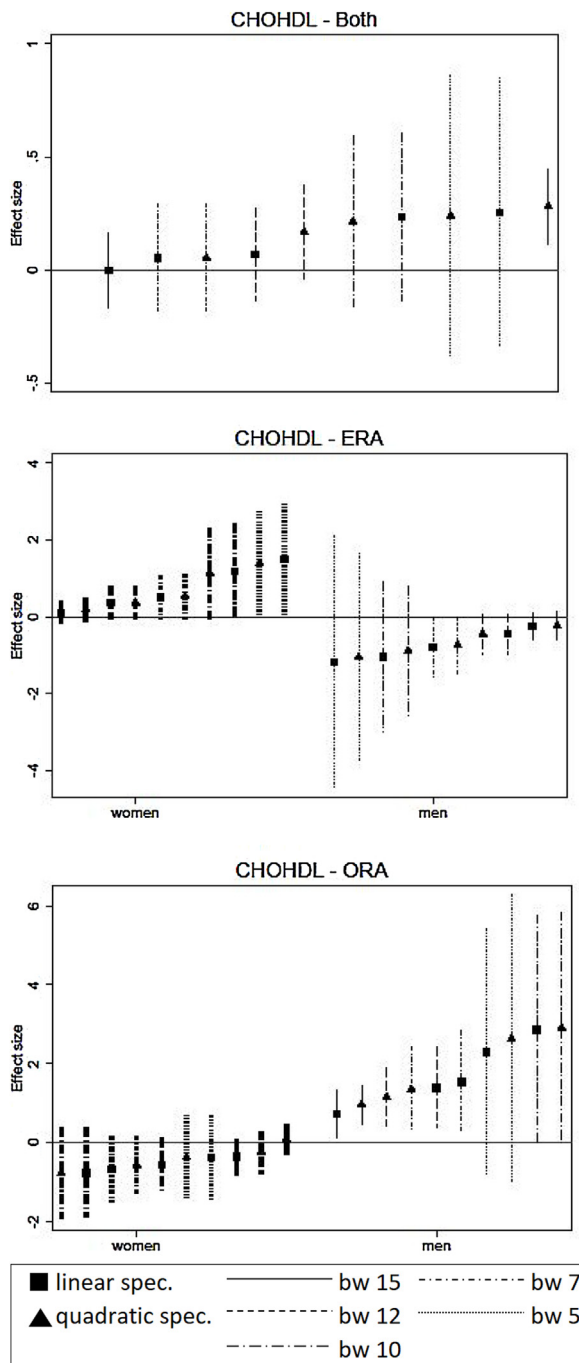 CHOHDL - Both
1
.5
0
-.5
Effect size
CHOHDL - ERA
4
2
0
-2
-4
Effect size
women men
CHOHDL - ORA
6
4
2
0
-2
Effect size
women men
linear spec. bw 15 bw 7
quadratic spec. bw 12 bw 5
bw 10